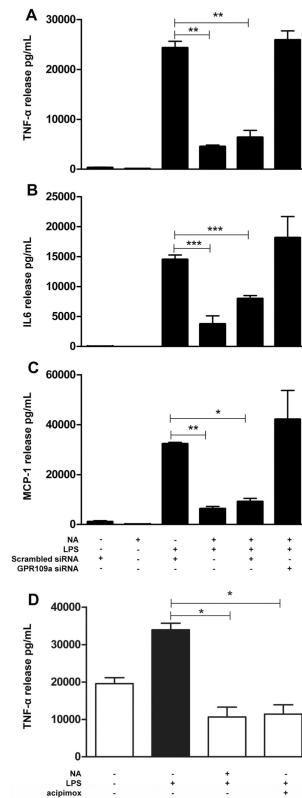 A
TNF-α release pg/mL
30000
20000
10000
0
**
**
B
IL6 release pg/mL
25000
20000
15000
10000
5000
0
***
***
C
MCP-1 release pg/mL
60000
40000
20000
0
*
**
NA - + - + + +
LPS - - + + + +
Scrambled siRNA + - + - + -
GPR109a siRNA - - - - - +
D
TNF-α release pg/mL
40000
30000
20000
10000
0
*
*
NA - - + -
LPS - + + +
acipimox - - - +